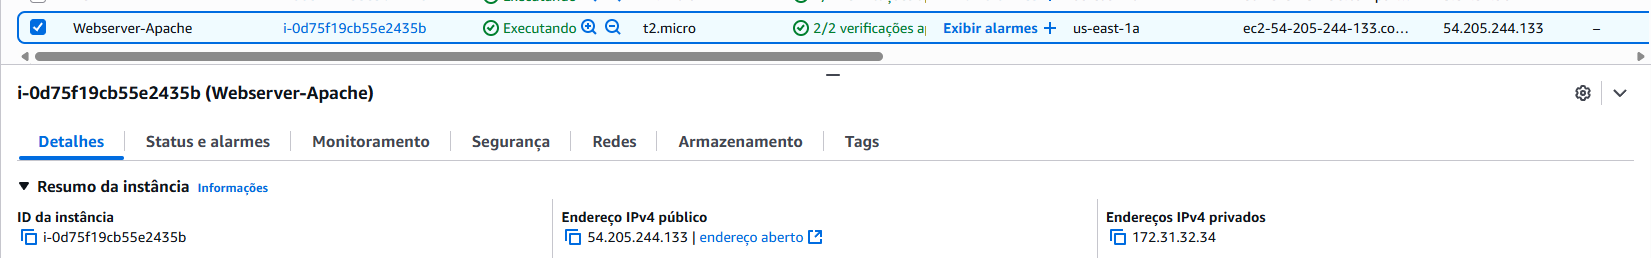 Webserver-Apache i-0d75f19cb55e2435b Executando t2.micro 2/2 verificações ap Exibir alarmes + us-east-1a ec2-54-205-244-133.co... 54.205.244.133 –
i-0d75f19cb55e2435b (Webserver-Apache)
Detalhes Status e alarmes Monitoramento Segurança Redes Armazenamento Tags
Resumo da instância Informações
ID da instância Endereço IPv4 público Endereços IPv4 privados
i-0d75f19cb55e2435b 54.205.244.133 | endereço aberto 172.31.32.34